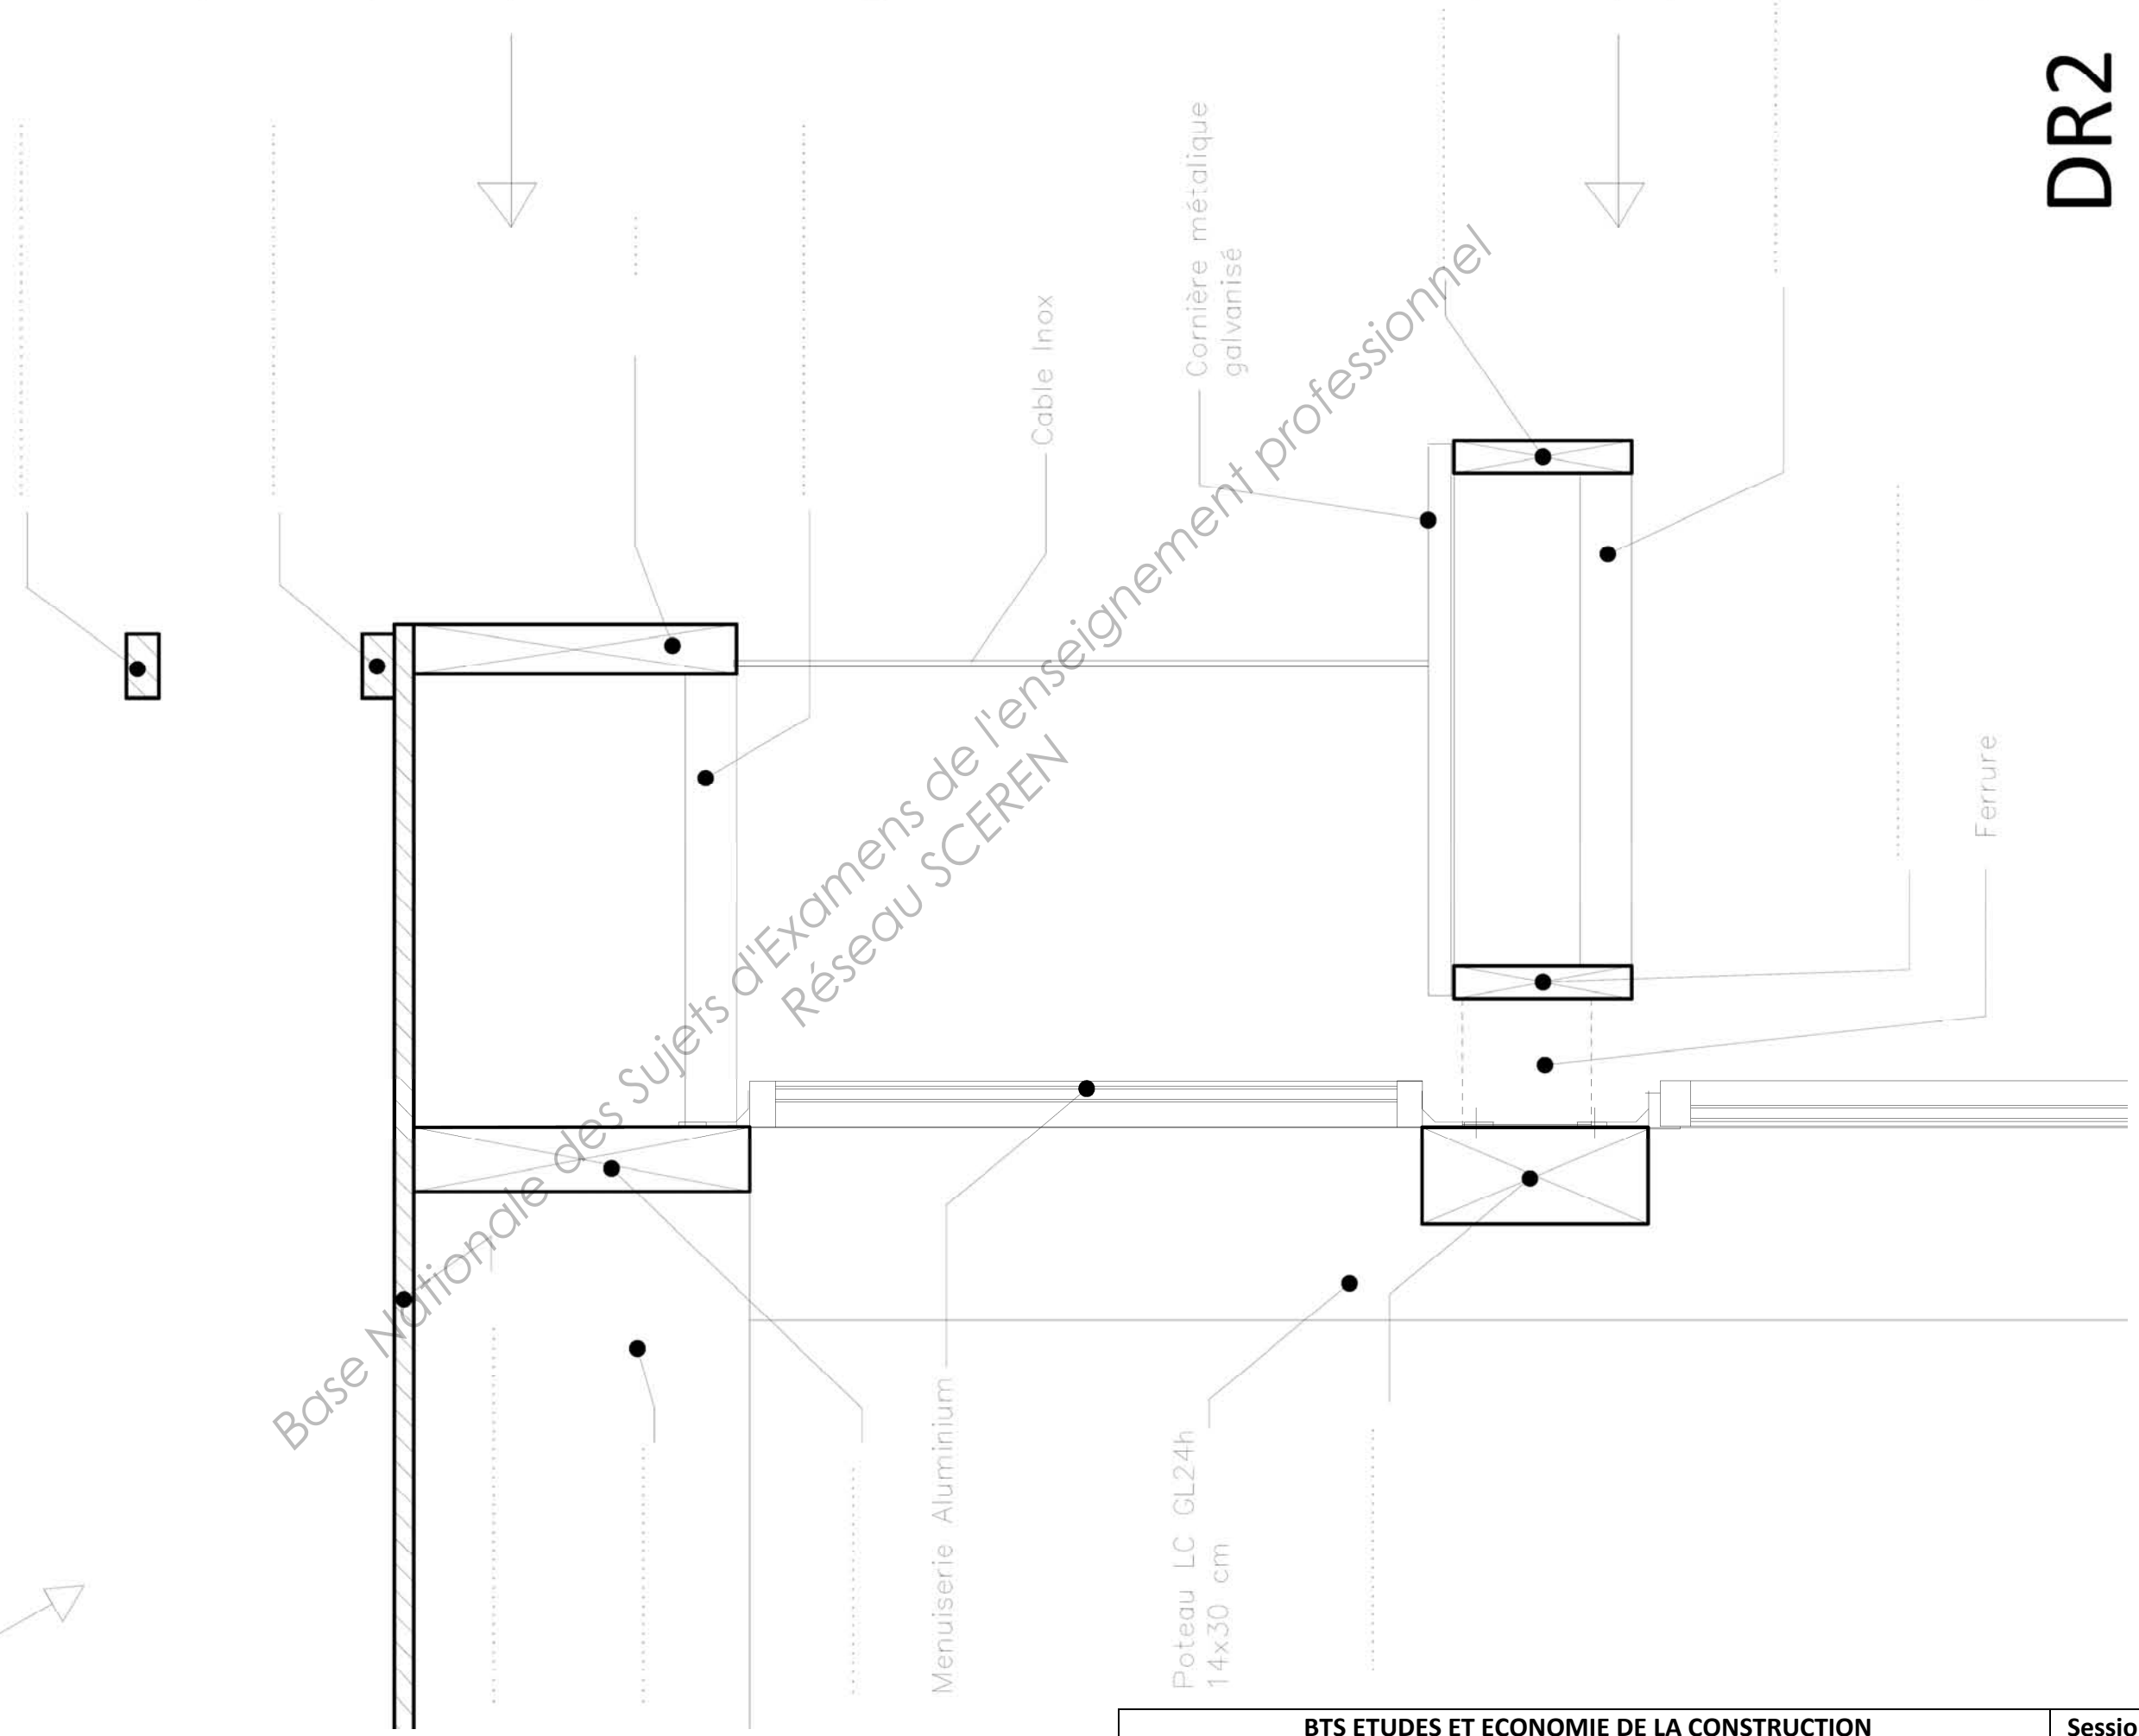 DR2
Cable Inox
Cornière métalique
galvanisé
Ferrure
Menuiserie Aluminium
Poteau LC GL24h
14x30 cm
Base Nationale des Sujets d'Examens de l'enseignement professionnel
Réseau SCEREN
BTS ETUDES ET ECONOMIE DE LA CONSTRUCTION
Sessio